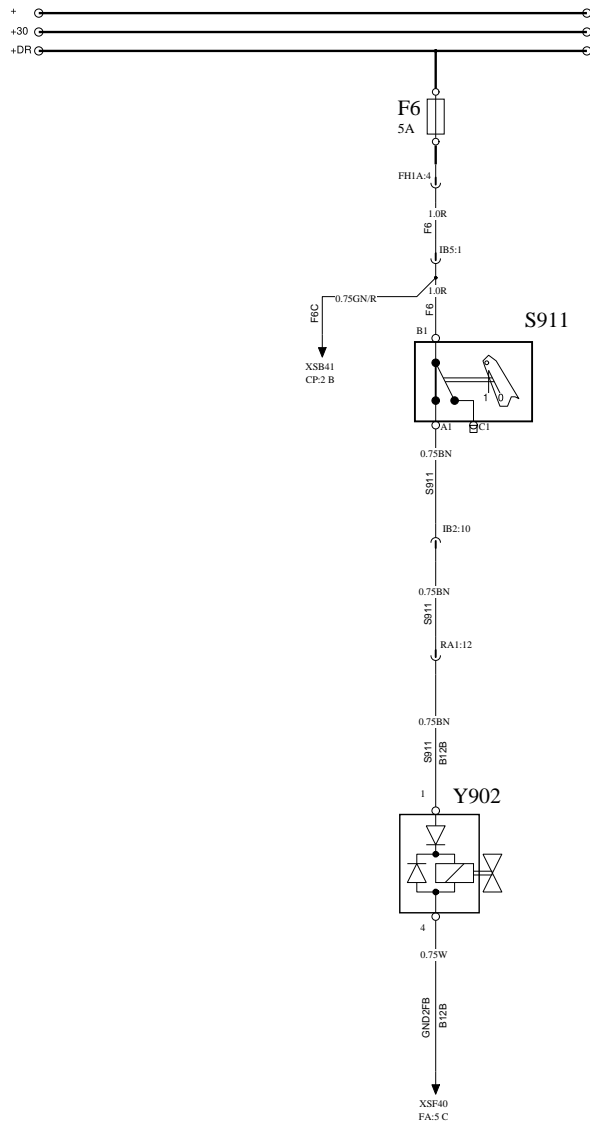 +
+30
+DR
F6
5A
FH1A:4
1.0R
F6
IB5:1
0.75GN/R
1.0R
F6C
F6
S911
B1
XSB41
CP:2 B
1 0
A1
C1
0.75BN
S911
IB2:10
0.75BN
S911
RA1:12
0.75BN
S911
B12B
1
Y902
4
0.75W
GND2FB
B12B
XSF40
FA:5 C